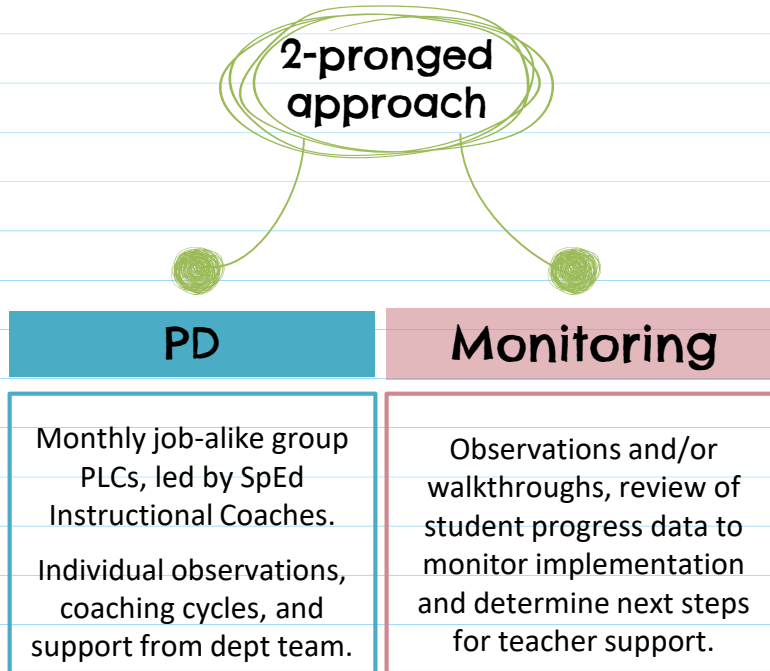 2-pronged
approach
PD
Monthly job-alike group
PLCs, led by SpEd
Instructional Coaches.
Individual observations,
coaching cycles, and
support from dept team.
Monitoring
Observations and/or
walkthroughs, review of
student progress data to
monitor implementation
and determine next steps
for teacher support.